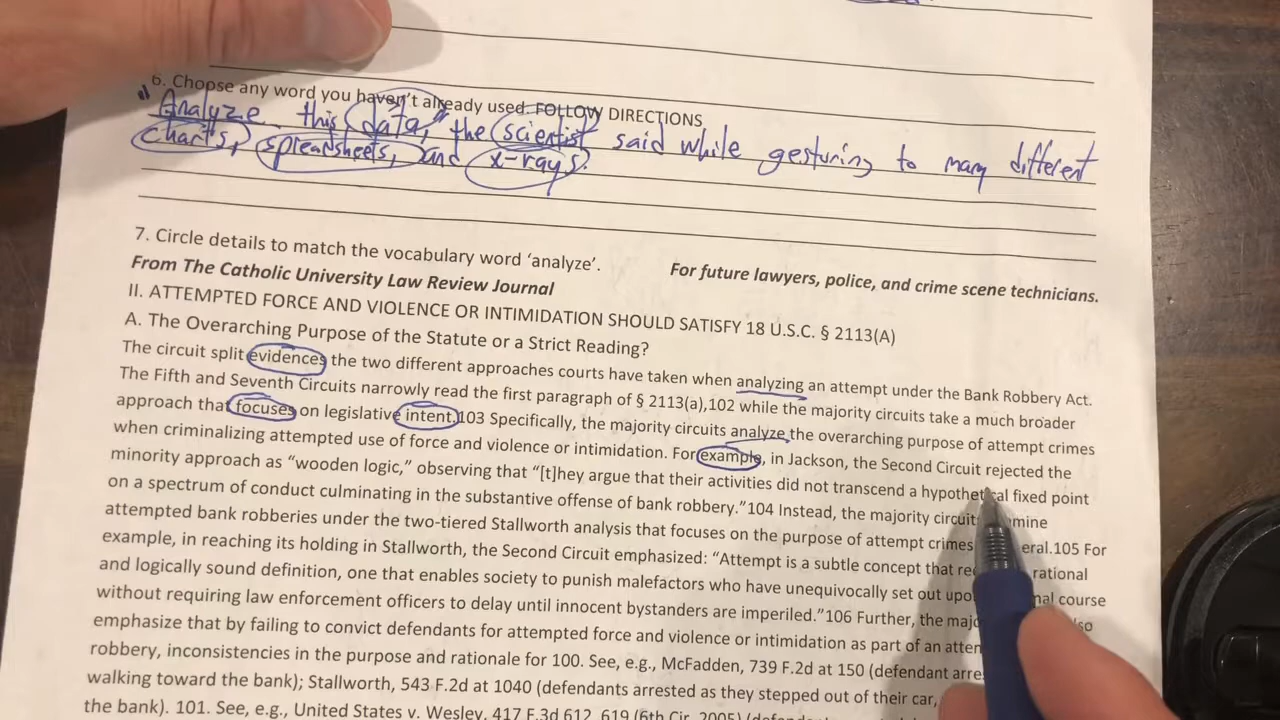 6. Choose any word you haven't already used. FOLLOW DIRECTIONS
"Analyze this data," the scientist said while gesturing to many different
charts, spreadsheets, and x-rays.
7. Circle details to match the vocabulary word 'analyze'.
From The Catholic University Law Review Journal
For future lawyers, police, and crime scene technicians.
II. ATTEMPTED FORCE AND VIOLENCE OR INTIMIDATION SHOULD SATISFY 18 U.S.C. § 2113(A)
A. The Overarching Purpose of the Statute or a Strict Reading?
The circuit split evidences the two different approaches courts have taken when analyzing an attempt under the Bank Robbery Act.
The Fifth and Seventh Circuits narrowly read the first paragraph of § 2113(a),102 while the majority circuits take a much broader
approach that focuses on legislative intent.103 Specifically, the majority circuits analyze the overarching purpose of attempt crimes
when criminalizing attempted use of force and violence or intimidation. For example, in Jackson, the Second Circuit rejected the
minority approach as “wooden logic,” observing that “[t]hey argue that their activities did not transcend a hypothetical fixed point
on a spectrum of conduct culminating in the substantive offense of bank robbery.”104 Instead, the majority circuit mine
attempted bank robberies under the two-tiered Stallworth analysis that focuses on the purpose of attempt crimes eral.105 For
example, in reaching its holding in Stallworth, the Second Circuit emphasized: “Attempt is a subtle concept that re rational
and logically sound definition, one that enables society to punish malefactors who have unequivocally set out upo nal course
without requiring law enforcement officers to delay until innocent bystanders are imperiled.”106 Further, the maj so
emphasize that by failing to convict defendants for attempted force and violence or intimidation as part of an atten
robbery, inconsistencies in the purpose and rationale for 100. See, e.g., McFadden, 739 F.2d at 150 (defendant arre
walking toward the bank); Stallworth, 543 F.2d at 1040 (defendants arrested as they stepped out of their car,
the bank). 101. See, e.g., United States v. Wesley, 417 F.3d 612, 619 (6th Cir. 2005)